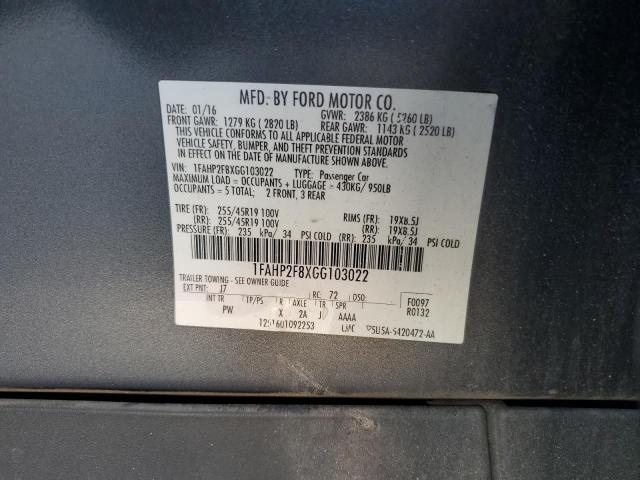 MFD. BY FORD MOTOR CO.
DATE: 01/16 GVWR: 2386 KG ( 5260 LB)
FRONT GAWR: 1279 KG ( 2820 LB) REAR GAWR: 1143 KG ( 2520 LB)
THIS VEHICLE CONFORMS TO ALL APPLICABLE FEDERAL MOTOR
VEHICLE SAFETY, BUMPER, AND THEFT PREVENTION STANDARDS
IN EFFECT ON THE DATE OF MANUFACTURE SHOWN ABOVE.
VIN: 1FAHP2F8XGG103022 TYPE: Passenger Car
MAXIMUM LOAD = OCCUPANTS + LUGGAGE = 430KG/ 950LB
OCCUPANTS = 5 TOTAL; 2 FRONT, 3 REAR
TIRE (FR): 255/45R19 100V RIMS (FR): 19X8.5J
(RR): 255/45R19 100V (RR): 19X8.5J
PRESSURE (FR): 235 kPa/ 34 PSI COLD (RR): 235 kPa/ 34 PSI COLD
1FAHP2F8XGG103022
TRAILER TOWING - SEE OWNER GUIDE
EXT PNT: J7 RC: 72 DSO: F0097
INT TR TP/PS R AXLE TR SPR R0132
PW X 2A J AAAA
1251601092253 5U5A-5420472-AA